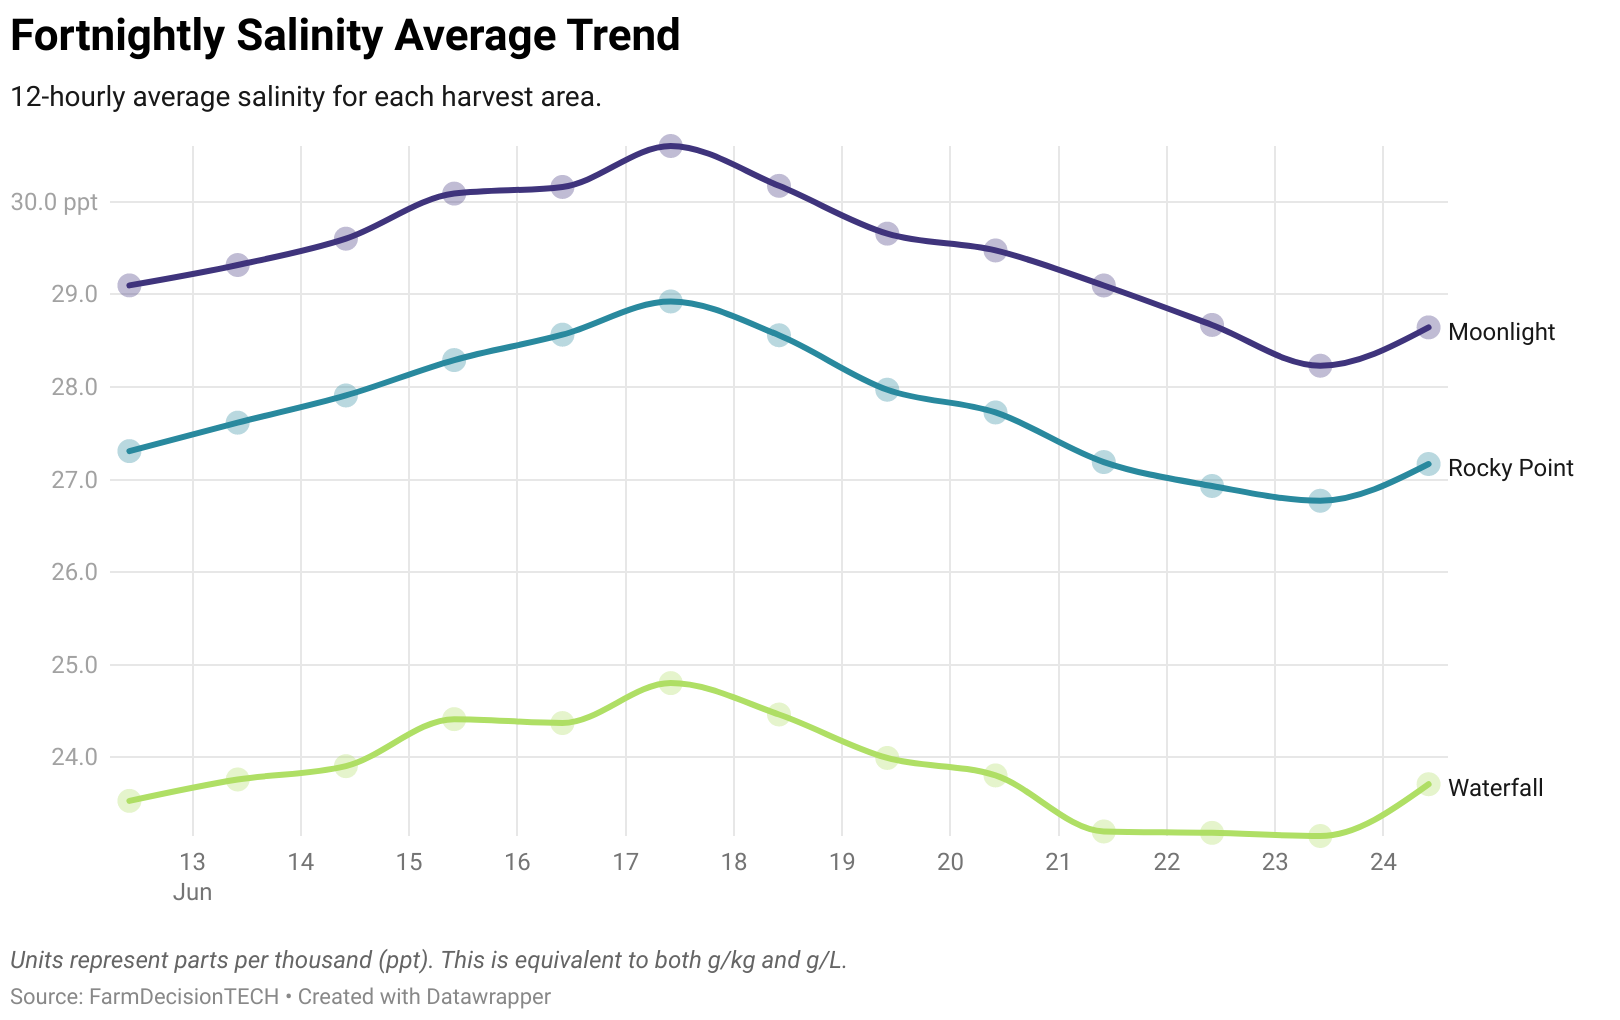 Fortnightly Salinity Average Trend
12-hourly average salinity for each harvest area.
30.0 ppt
29.0
28.0
27.0
26.0
25.0
24.0
Moonlight
Rocky Point
Waterfall
13 14 15 16 17 18 19 20 21 22 23 24
Jun
Units represent parts per thousand (ppt). This is equivalent to both g/kg and g/L.
Source: FarmDecisionTECH • Created with Datawrapper